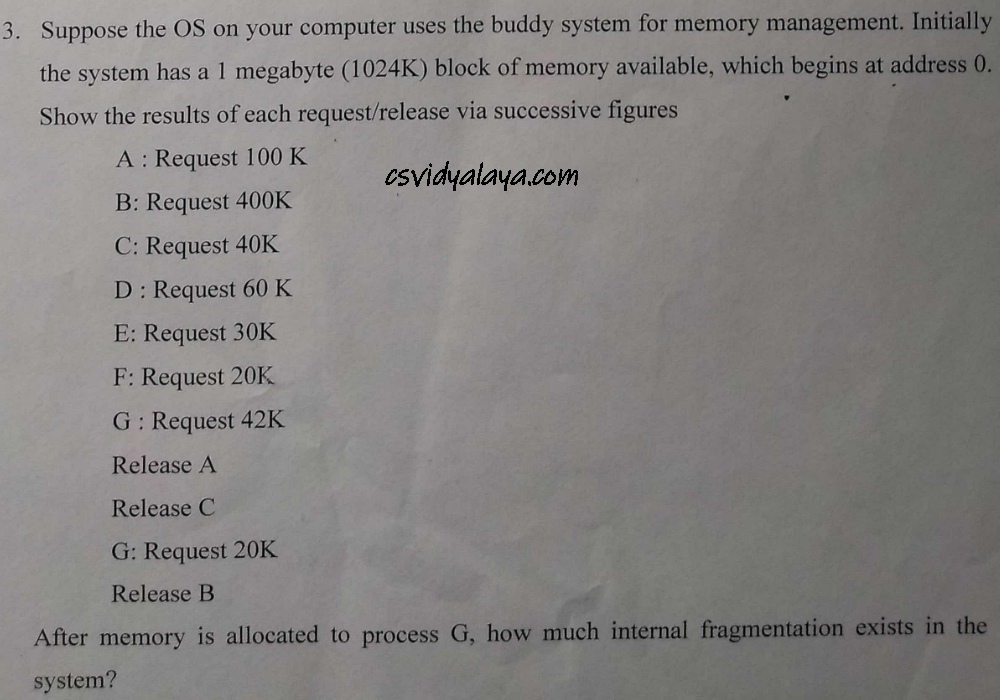 3. Suppose the OS on your computer uses the buddy system for memory management. Initially
the system has a 1 megabyte (1024K) block of memory available, which begins at address 0.
Show the results of each request/release via successive figures
A : Request 100 K
csvidyalaya.com
B: Request 400K
C: Request 40K
D : Request 60 K
E: Request 30K
F: Request 20K
G : Request 42K
Release A
Release C
G: Request 20K
Release B
After memory is allocated to process G, how much internal fragmentation exists in the
system?